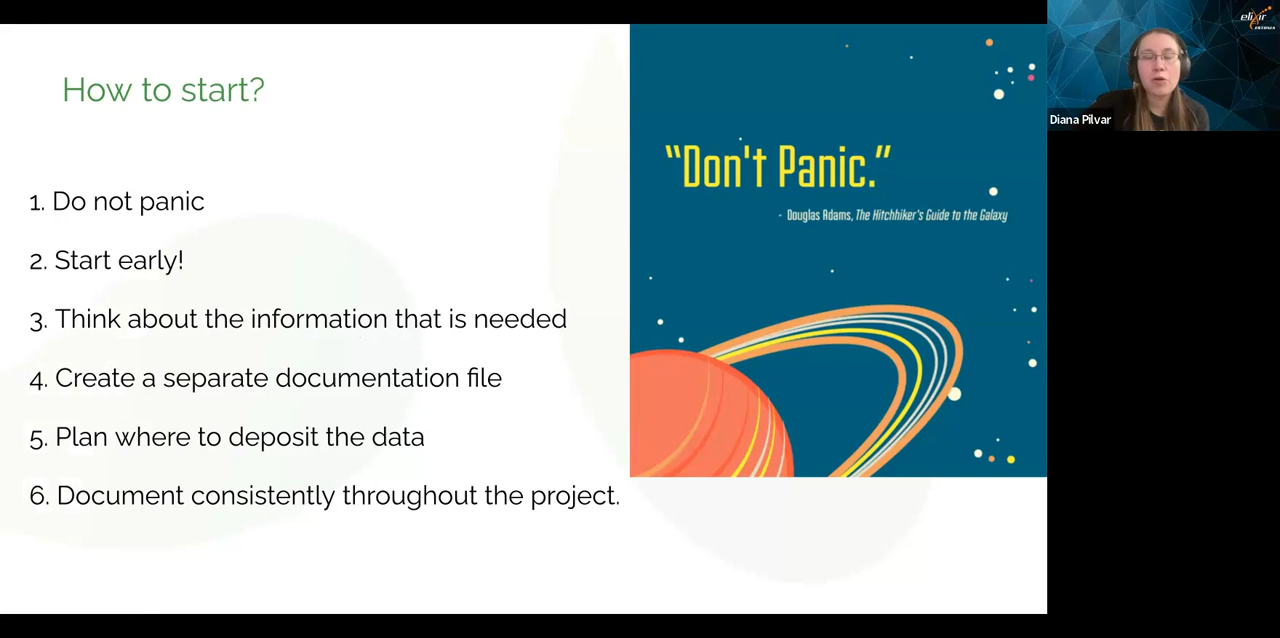 How to start?
1. Do not panic
2. Start early!
3. Think about the information that is needed
4. Create a separate documentation file
5. Plan where to deposit the data
6. Document consistently throughout the project.
“Don't Panic.”
- Douglas Adams, The Hitchhiker's Guide to the Galaxy
elixir
ESTONIA
Diana Pilvar